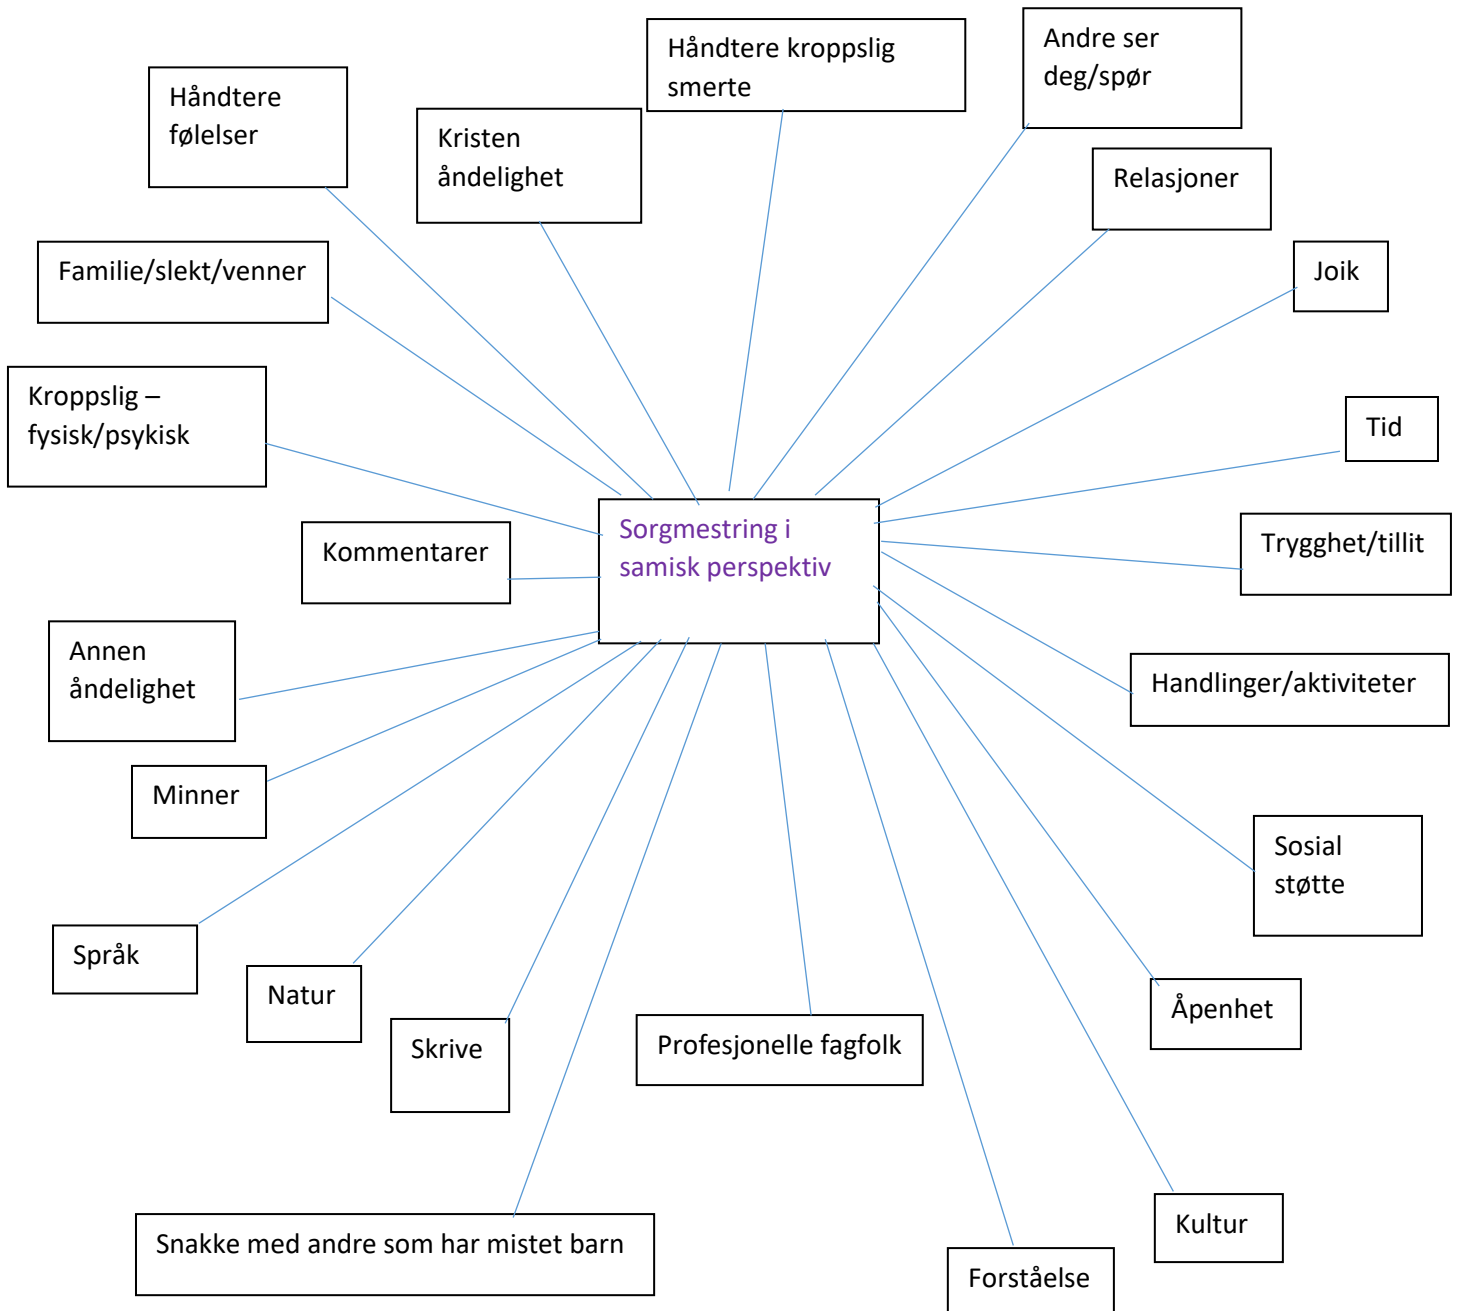 Andre ser
deg/spør
Håndtere kroppslig
smerte
Håndtere
følelser
Kristen
åndelighet
Relasjoner
Familie/slekt/venner
Joik
Kroppslig –
fysisk/psykisk
Tid
Sorgmestring i
samisk perspektiv
Kommentarer
Trygghet/tillit
Annen
åndelighet
Handlinger/aktiviteter
Minner
Sosial
støtte
Språk
Natur
Åpenhet
Skrive
Profesjonelle fagfolk
Kultur
Snakke med andre som har mistet barn
Forståelse